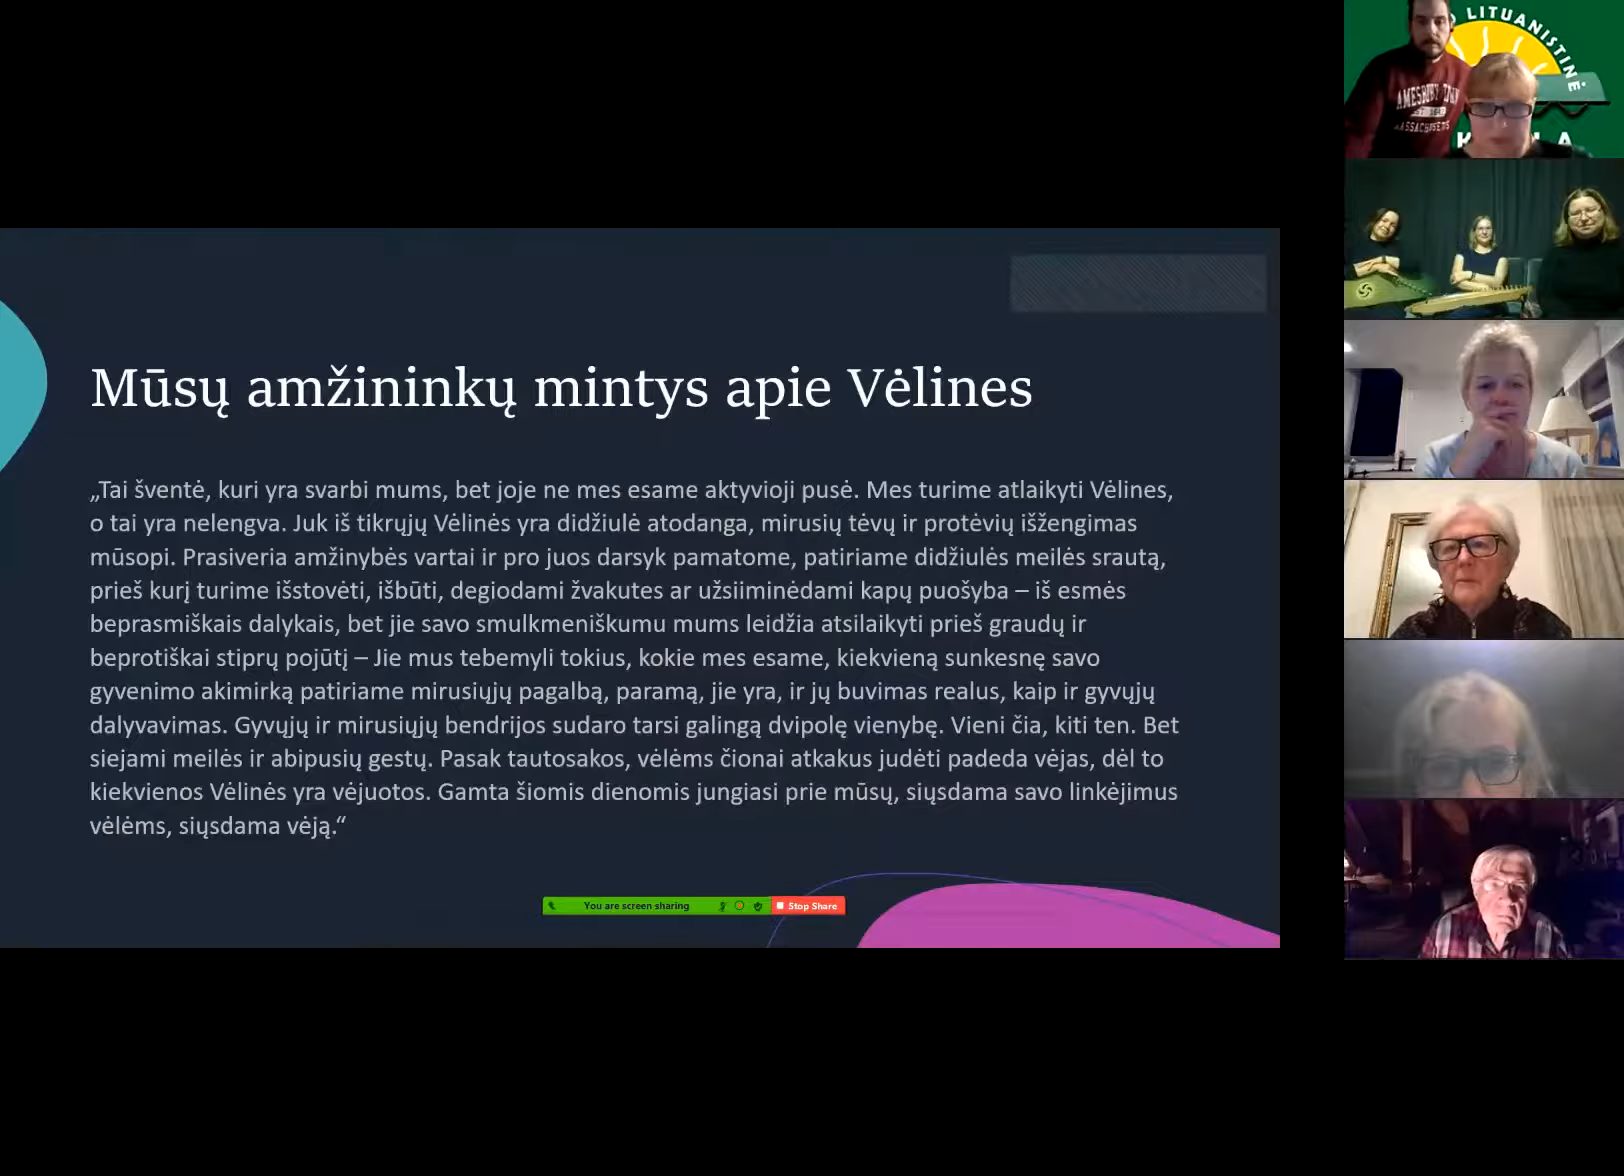 Mūsų amžininkų mintys apie Vėlines
„Tai šventė, kuri yra svarbi mums, bet joje ne mes esame aktyvioji pusė. Mes turime atlaikyti Vėlines,
o tai yra nelengva. Juk iš tikrųjų Vėlinės yra didžiulė atodanga, mirusių tėvų ir protėvių išžengimas
mūsopi. Prasiveria amžinybės vartai ir pro juos darsyk pamatome, patiriame didžiulės meilės srautą,
prieš kurį turime išstovėti, išbūti, degiodami žvakutes ar užsiiminėdami kapų puošyba – iš esmės
beprasmiškais dalykais, bet jie savo smulkmeniškumu mums leidžia atsilaikyti prieš graudų ir
beprotiškai stiprų pojūtį – Jie mus tebemyli tokius, kokie mes esame, kiekvieną sunkesnę savo
gyvenimo akimirką patiriame mirusiųjų pagalbą, paramą, jie yra, ir jų buvimas realus, kaip ir gyvųjų
dalyvavimas. Gyvųjų ir mirusiųjų bendrijos sudaro tarsi galingą dvipolę vienybę. Vieni čia, kiti ten. Bet
siejami meilės ir abipusių gestų. Pasak tautosakos, vėlėms čionai atkakus judėti padeda vėjas, dėl to
kiekvienos Vėlinės yra vėjuotos. Gamta šiomis dienomis jungiasi prie mūsų, siųsdama savo linkėjimus
vėlėms, siųsdama vėją.“
You are screen sharing
Stop Share
LITUANISTINĖ
AMESBURY
MASSACHUSETTS